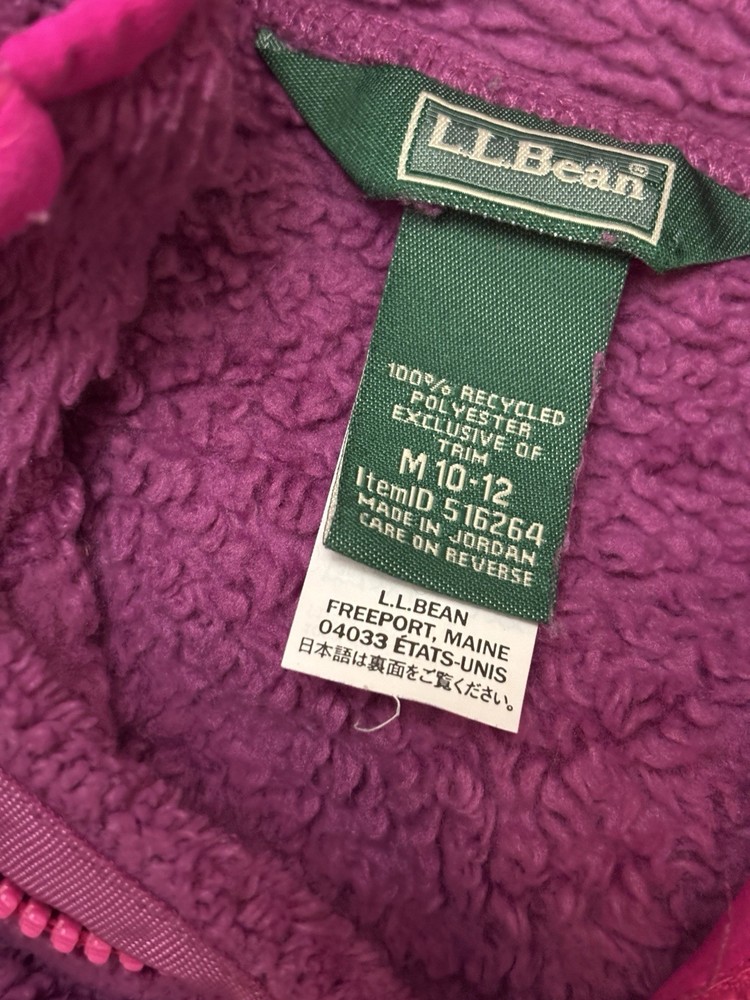 L.L.Bean®
100% RECYCLED
POLYESTER
EXCLUSIVE OF
TRIM
M 10-12
ItemID 516264
MADE IN JORDAN
CARE ON REVERSE
L.L.BEAN
FREEPORT, MAINE
04033 ÉTATS-UNIS
日本語は裏面をご覧ください。